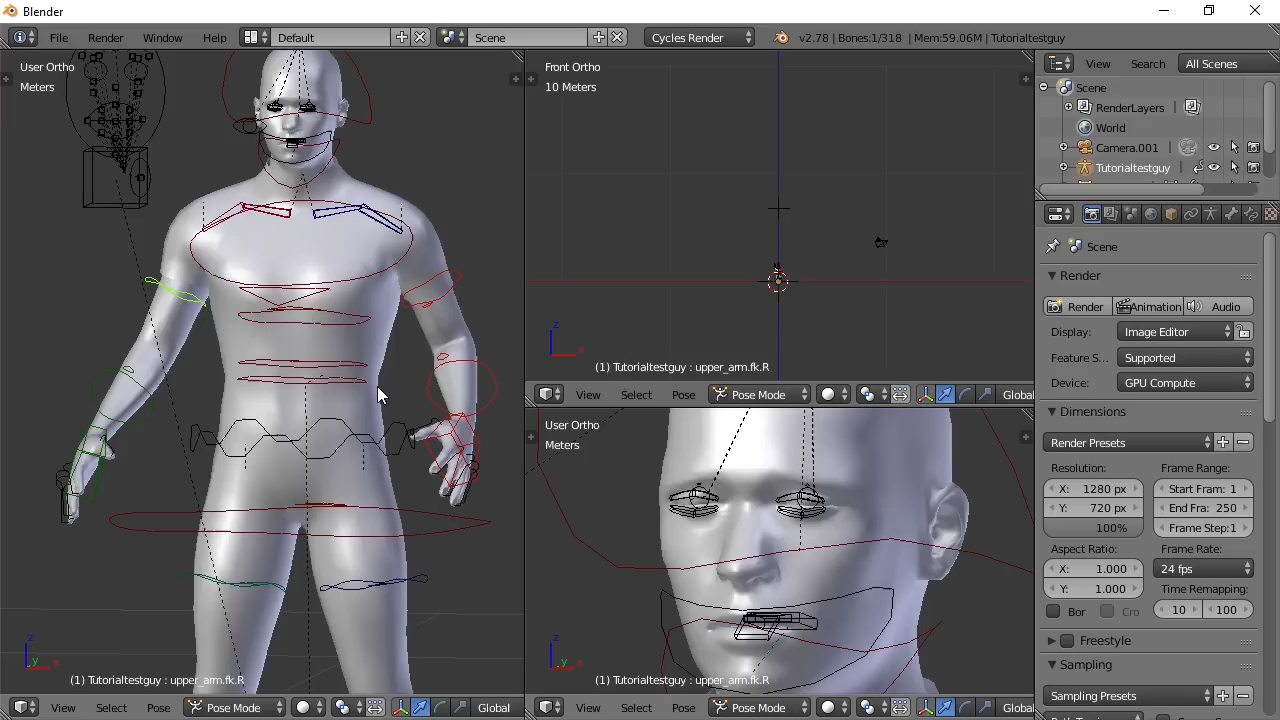 Blender
File Render Window Help Default Scene Cycles Render v2.78 | Bones:1/318 | Mem:59.06M | Tutorialtestguy
User Ortho
Meters
(1) Tutorialtestguy : upper_arm.fk.R
View Select Pose Pose Mode Global
Front Ortho
10 Meters
z
x
(1) Tutorialtestguy : upper_arm.fk.R
View Select Pose Pose Mode Global
User Ortho
Meters
z
y x
(1) Tutorialtestguy : upper_arm.fk.R
View Select Pose Pose Mode Global
View Search All Scenes
Scene
RenderLayers
World
Camera.001
Tutorialtestguy
Scene
Render
Render Animation Audio
Display: Image Editor
Feature S... Supported
Device: GPU Compute
Dimensions
Render Presets
Resolution: Frame Range:
X: 1280 px Start Fram: 1
Y: 720 px End Fra: 250
100% Frame Step:1
Aspect Ratio: Frame Rate:
X: 1.000 24 fps
Y: 1.000 Time Remapping:
Bor Cro 10 100
Freestyle
Sampling
Sampling Presets